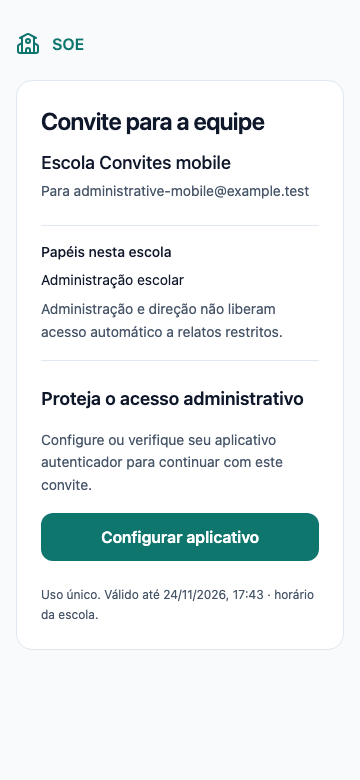 SOE
Convite para a equipe
Escola Convites mobile
Para administrative-mobile@example.test
Papéis nesta escola
Administração escolar
Administração e direção não liberam
acesso automático a relatos restritos.
Proteja o acesso administrativo
Configure ou verifique seu aplicativo
autenticador para continuar com este
convite.
Configurar aplicativo
Uso único. Válido até 24/11/2026, 17:43 · horário
da escola.